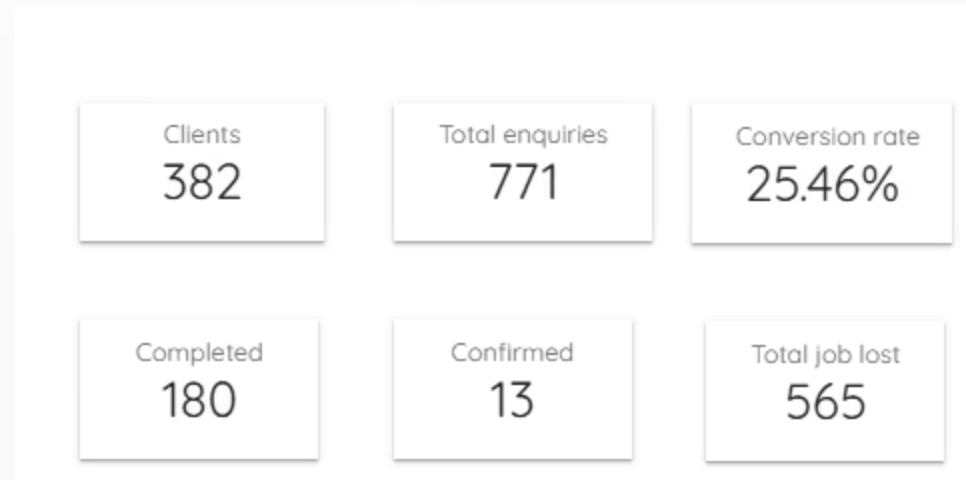 Clients
382
Total enquiries
771
Conversion rate
25.46%
Completed
180
Confirmed
13
Total job lost
565